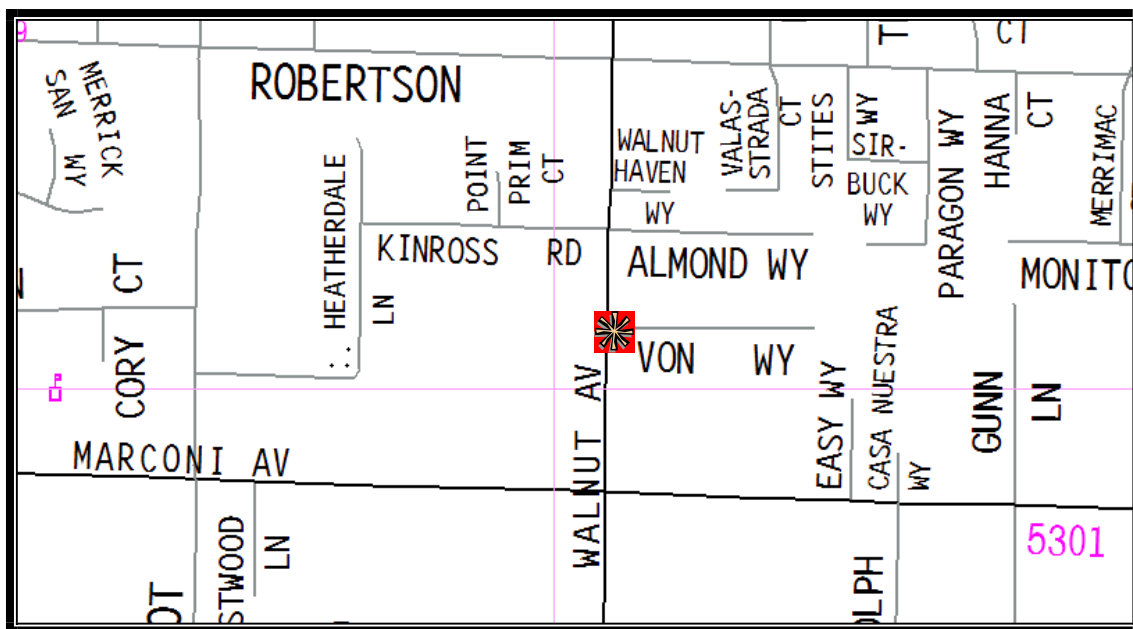 9
CT
ROBERTSON
MERRICK
SAN WY
HEATHERDALE
LN
POINT
PRIM
CT
WALNUT
HAVEN
WY
VALAS-
STRADA
CT
STITES
WY
SIR-
BUCK
WY
PARAGON WY
HANNA
CT
MERRIMAC
KINROSS RD
ALMOND WY
MONITO
CORY CT
VON WY
WALNUT AV
EASY WY
CASA NUESTRA
WY
GUNN
LN
MARCONI AV
STWOOD
LN
OLPH
5301